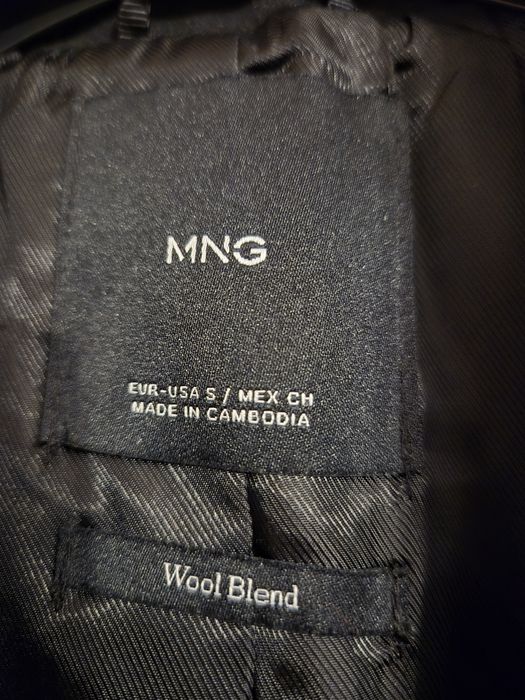 MNG
EUR-USA S / MEX CH
MADE IN CAMBODIA
Wool Blend